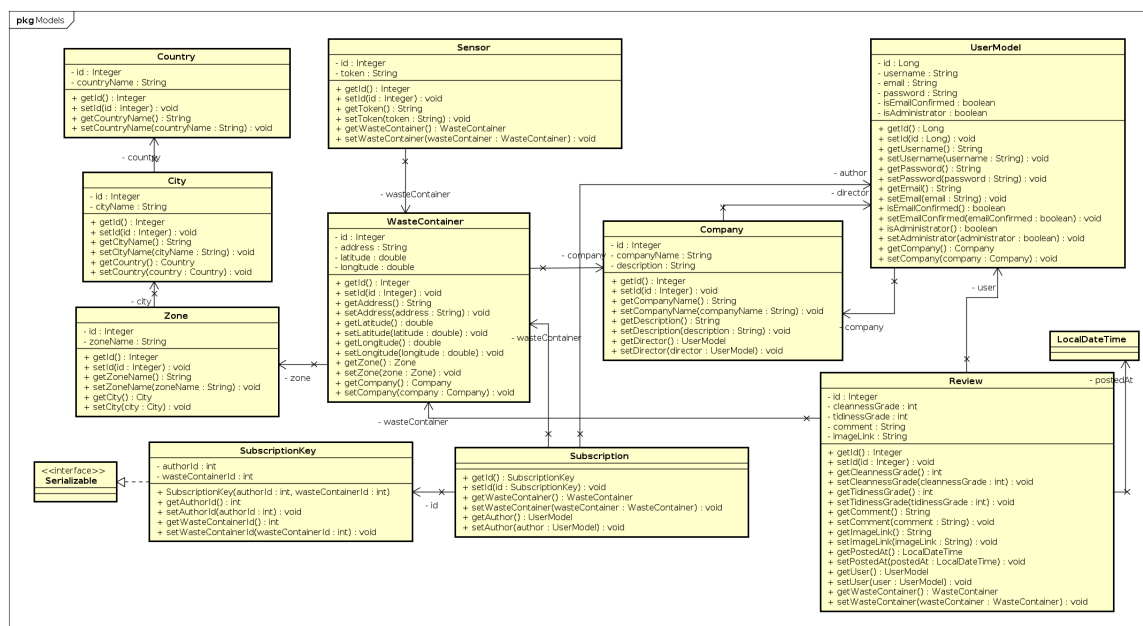 pkg Models
Country
- id : Integer
- countryName : String
+ getId() : Integer
+ setId(id : Integer) : void
+ getCountryName() : String
+ setCountryName(countryName : String) : void
- country
City
- id : Integer
- cityName : String
+ getId() : Integer
+ setId(id : Integer) : void
+ getCityName() : String
+ setCityName(cityName : String) : void
+ getCountry() : Country
+ setCountry(country : Country) : void
- city
Zone
- id : Integer
- zoneName : String
+ getId() : Integer
+ setId(id : Integer) : void
+ getZoneName() : String
+ setZoneName(zoneName : String) : void
+ getCity() : City
+ setCity(city : City) : void
- zone
Sensor
- id : Integer
- token : String
+ getId() : Integer
+ setId(id : Integer) : void
+ getToken() : String
+ setToken(token : String) : void
+ getWasteContainer() : WasteContainer
+ setWasteContainer(wasteContainer : WasteContainer) : void
- wasteContainer
WasteContainer
- id : Integer
- address : String
- latitude : double
- longitude : double
+ getId() : Integer
+ setId(id : Integer) : void
+ getAddress() : String
+ setAddress(address : String) : void
+ getLatitude() : double
+ setLatitude(latitude : double) : void
+ getLongitude() : double
+ setLongitude(longitude : double) : void
+ getZone() : Zone
+ setZone(zone : Zone) : void
+ getCompany() : Company
+ setCompany(company : Company) : void
- company
- wasteContainer
- wasteContainer
Company
- id : Integer
- companyName : String
- description : String
+ getId() : Integer
+ setId(id : Integer) : void
+ getCompanyName() : String
+ setCompanyName(companyName : String) : void
+ getDescription() : String
+ setDescription(description : String) : void
+ getDirector() : UserModel
+ setDirector(director : UserModel) : void
- author
- director
- company
UserModel
- id : Long
- username : String
- email : String
- password : String
- isEmailConfirmed : boolean
- isAdministrator : boolean
+ getId() : Long
+ setId(id : Long) : void
+ getUsername() : String
+ setUsername(username : String) : void
+ getPassword() : String
+ setPassword(password : String) : void
+ getEmail() : String
+ setEmail(email : String) : void
+ isEmailConfirmed() : boolean
+ setEmailConfirmed(emailConfirmed : boolean) : void
+ isAdministrator() : boolean
+ setAdministrator(administrator : boolean) : void
+ getCompany() : Company
+ setCompany(company : Company) : void
- user
LocalDateTime
- postedAt
Review
- id : Integer
- cleannessGrade : int
- tidinessGrade : int
- comment : String
- imageLink : String
+ getId() : Integer
+ setId(id : Integer) : void
+ getCleannessGrade() : int
+ setCleannessGrade(cleannessGrade : int) : void
+ getTidinessGrade() : int
+ setTidinessGrade(tidinessGrade : int) : void
+ getComment() : String
+ setComment(comment : String) : void
+ getImageLink() : String
+ setImageLink(imageLink : String) : void
+ getPostedAt() : LocalDateTime
+ setPostedAt(postedAt : LocalDateTime) : void
+ getUser() : UserModel
+ setUser(user : UserModel) : void
+ getWasteContainer() : WasteContainer
+ setWasteContainer(wasteContainer : WasteContainer) : void
<<interface>>
Serializable
SubscriptionKey
- authorId : int
- wasteContainerId : int
+ SubscriptionKey(authorId : int, wasteContainerId : int)
+ getAuthorId() : int
+ setAuthorId(authorId : int) : void
+ getWasteContainerId() : int
+ setWasteContainerId(wasteContainerId : int) : void
- id
Subscription
+ getId() : SubscriptionKey
+ setId(id : SubscriptionKey) : void
+ getWasteContainer() : WasteContainer
+ setWasteContainer(wasteContainer : WasteContainer) : void
+ getAuthor() : UserModel
+ setAuthor(author : UserModel) : void